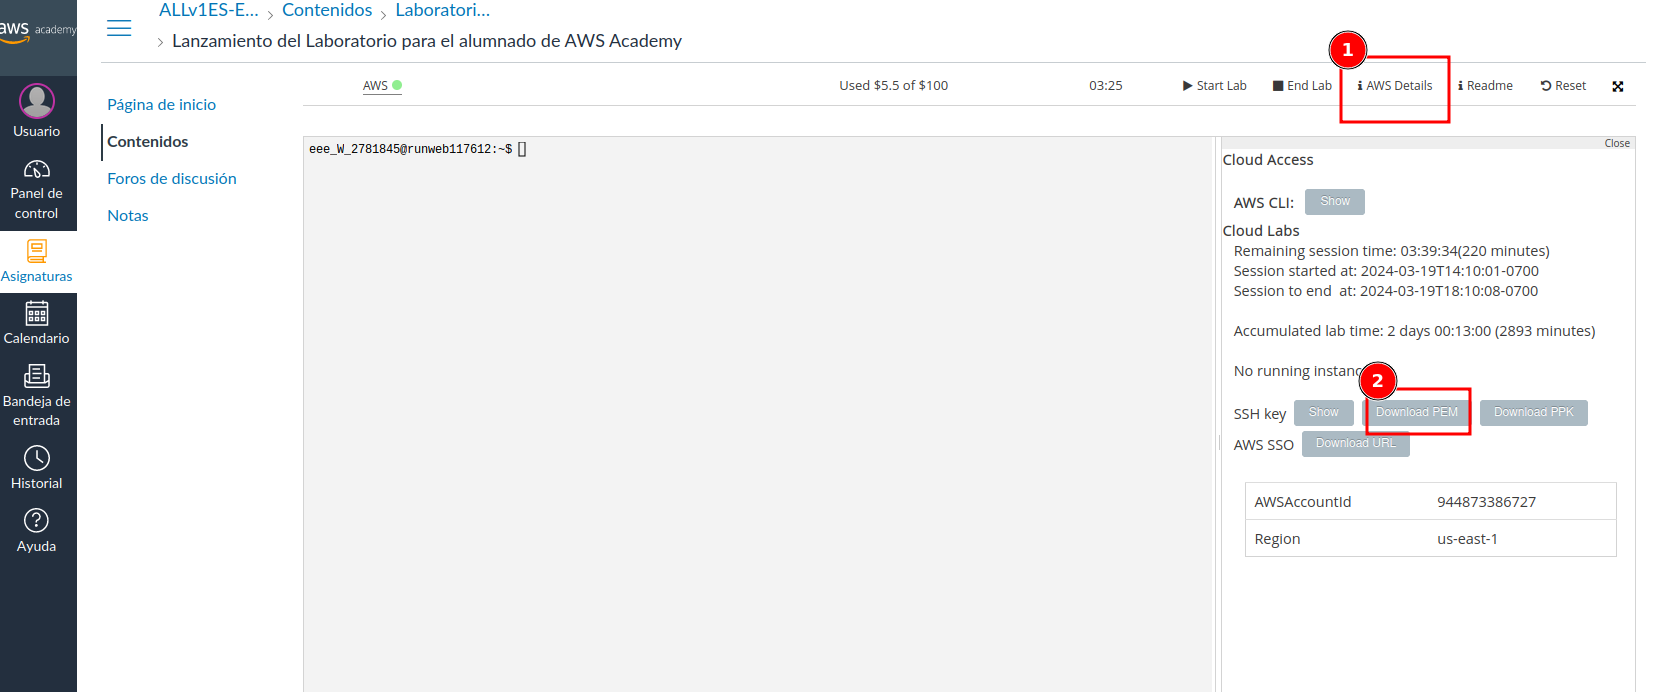 aws academy
ALLv1ES-E... > Contenidos > Laboratori...
> Lanzamiento del Laboratorio para el alumnado de AWS Academy
Usuario
Panel de
control
Asignaturas
Calendario
Bandeja de
entrada
Historial
Ayuda
Página de inicio
Contenidos
Foros de discusión
Notas
AWS Used $5.5 of $100 03:25 Start Lab End Lab AWS Details Readme Reset
1
eee_W_2781845@runweb117612:~$
Close
Cloud Access
AWS CLI: Show
Cloud Labs
Remaining session time: 03:39:34(220 minutes)
Session started at: 2024-03-19T14:10:01-0700
Session to end at: 2024-03-19T18:10:08-0700
Accumulated lab time: 2 days 00:13:00 (2893 minutes)
No running instanc
2
SSH key Show Download PEM Download PPK
AWS SSO Download URL
AWSAccountId 944873386727
Region us-east-1